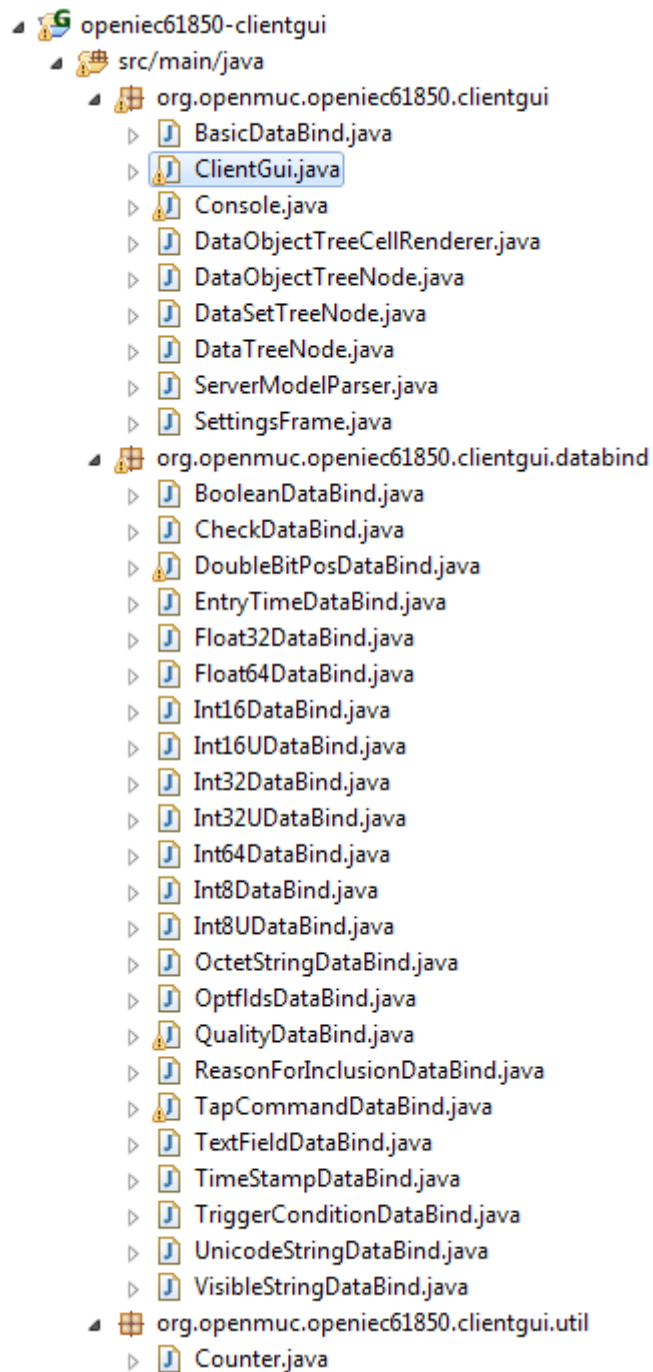 openiec61850-clientgui
src/main/java
org.openmuc.openiec61850.clientgui
BasicDataBind.java
ClientGui.java
Console.java
DataObjectTreeCellRenderer.java
DataObjectTreeNode.java
DataSetTreeNode.java
DataTreeNode.java
ServerModelParser.java
SettingsFrame.java
org.openmuc.openiec61850.clientgui.databind
BooleanDataBind.java
CheckDataBind.java
DoubleBitPosDataBind.java
EntryTimeDataBind.java
Float32DataBind.java
Float64DataBind.java
Int16DataBind.java
Int16UDataBind.java
Int32DataBind.java
Int32UDataBind.java
Int64DataBind.java
Int8DataBind.java
Int8UDataBind.java
OctetStringDataBind.java
OptfldsDataBind.java
QualityDataBind.java
ReasonForInclusionDataBind.java
TapCommandDataBind.java
TextFieldDataBind.java
TimeStampDataBind.java
TriggerConditionDataBind.java
UnicodeStringDataBind.java
VisibleStringDataBind.java
org.openmuc.openiec61850.clientgui.util
Counter.java